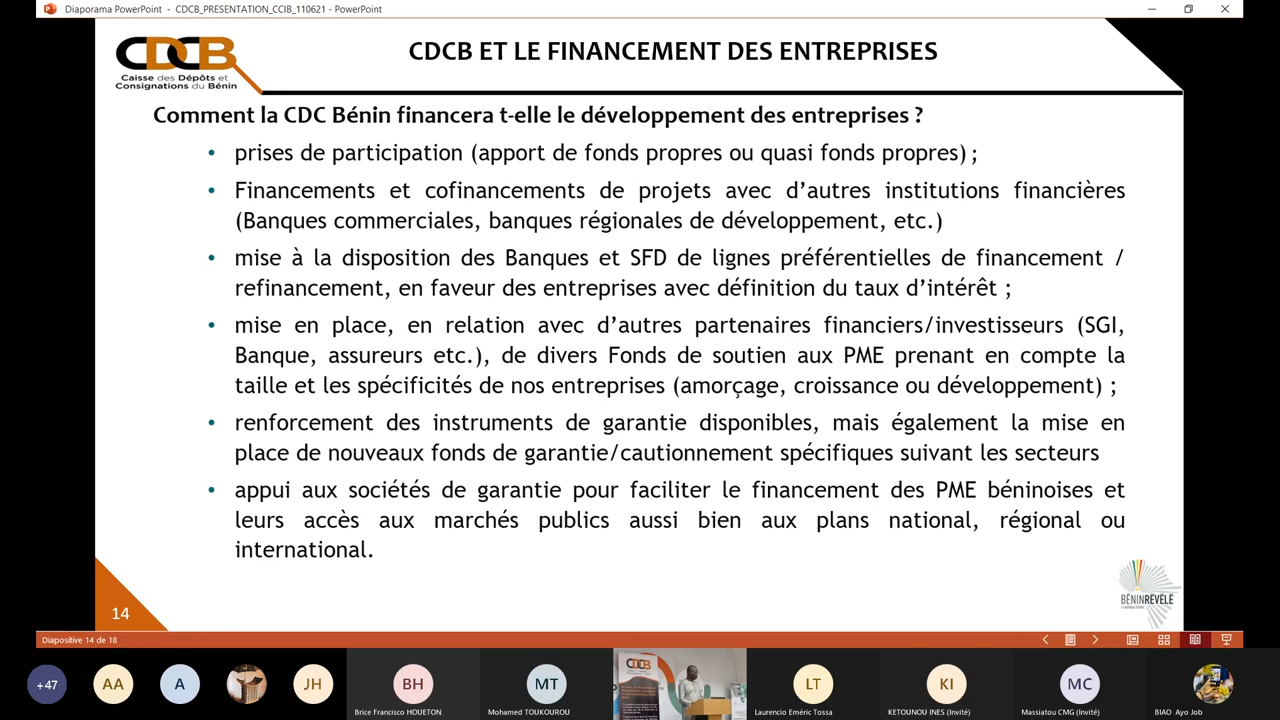 Diaporama PowerPoint - CDCB_PRESENTATION_CCIB_110621 - PowerPoint
CDCB
Caisse des Dépôts et
Consignations du Bénin
CDCB ET LE FINANCEMENT DES ENTREPRISES
Comment la CDC Bénin financera t-elle le développement des entreprises ?
• prises de participation (apport de fonds propres ou quasi fonds propres) ;
• Financements et cofinancements de projets avec d’autres institutions financières
(Banques commerciales, banques régionales de développement, etc.)
• mise à la disposition des Banques et SFD de lignes préférentielles de financement /
refinancement, en faveur des entreprises avec définition du taux d’intérêt ;
• mise en place, en relation avec d’autres partenaires financiers/investisseurs (SGI,
Banque, assureurs etc.), de divers Fonds de soutien aux PME prenant en compte la
taille et les spécificités de nos entreprises (amorçage, croissance ou développement) ;
• renforcement des instruments de garantie disponibles, mais également la mise en
place de nouveaux fonds de garantie/cautionnement spécifiques suivant les secteurs
• appui aux sociétés de garantie pour faciliter le financement des PME béninoises et
leurs accès aux marchés publics aussi bien aux plans national, régional ou
international.
14
BÉNINRÉVÉLÉ
Diapositive 14 de 18
+47
AA
A
JH
BH
Brice Francisco HOUETON
MT
Mohamed TOUKOUROU
CDCB
LT
Laurencio Eméric Tossa
KI
KETOUNOU INES (Invité)
MC
Massiatou CMG (Invité)
BIAO Ayo Job